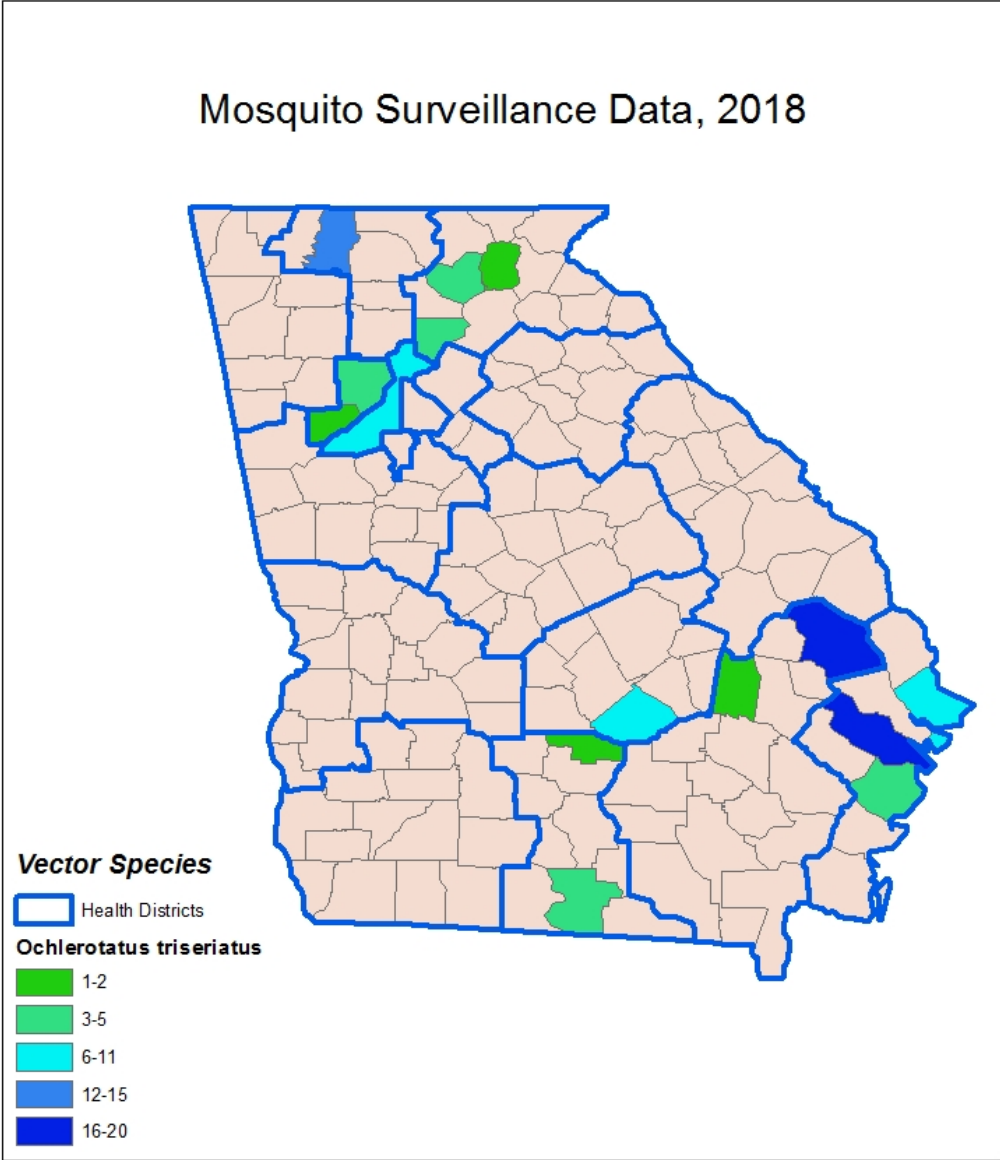 Mosquito Surveillance Data, 2018
Vector Species
Health Districts
Ochlerotatus triseriatus
1-2
3-5
6-11
12-15
16-20